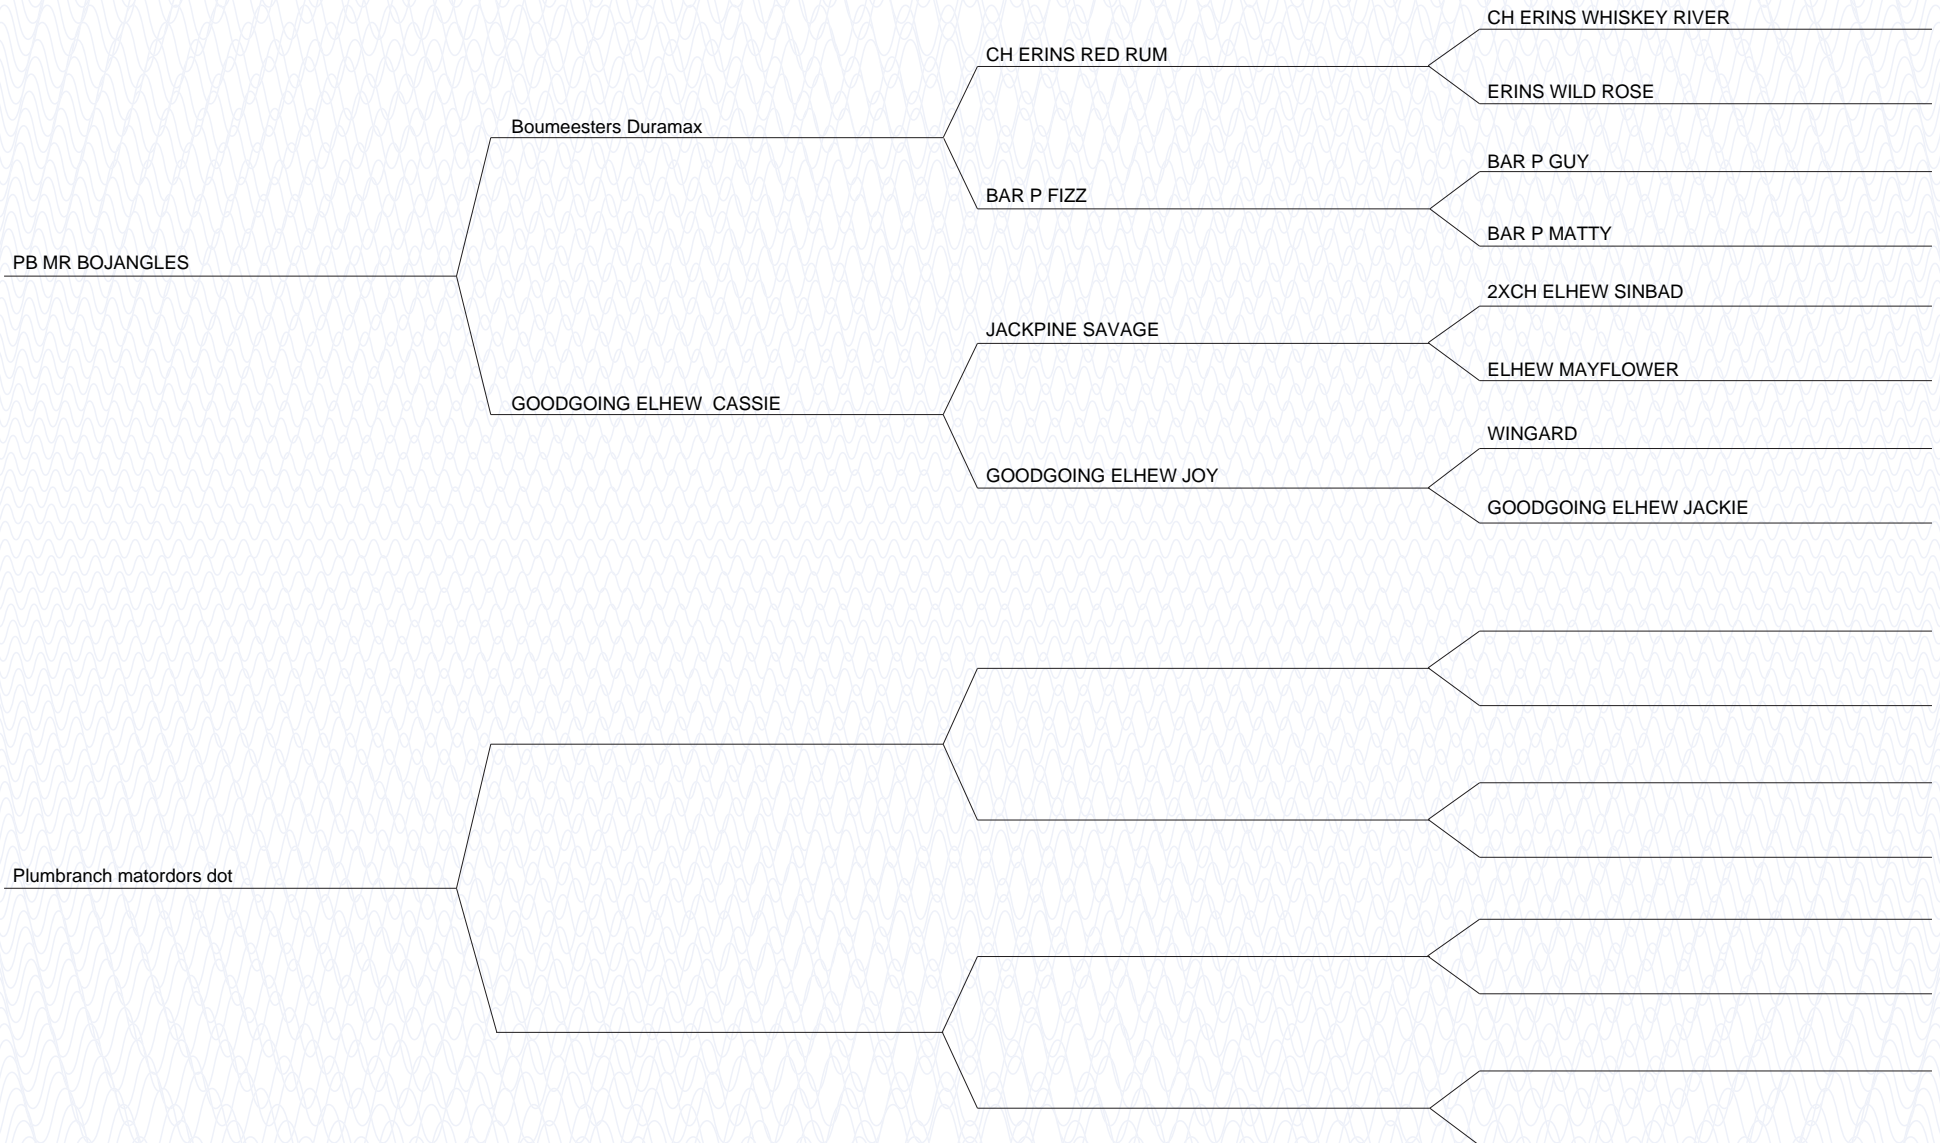 CH ERINS WHISKEY RIVER
CH ERINS RED RUM
ERINS WILD ROSE
Boumeesters Duramax
BAR P GUY
BAR P FIZZ
BAR P MATTY
PB MR BOJANGLES
2XCH ELHEW SINBAD
JACKPINE SAVAGE
ELHEW MAYFLOWER
GOODGOING ELHEW  CASSIE
WINGARD
GOODGOING ELHEW JOY
GOODGOING ELHEW JACKIE
Plumbranch matordors dot